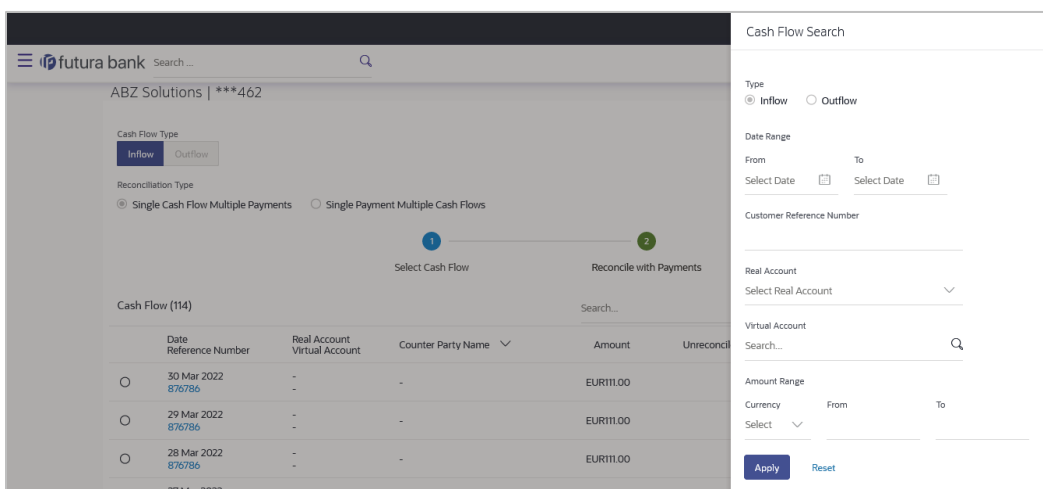 Cash Flow Search
futura bank Search ...
ABZ Solutions | ***462
Cash Flow Type
Inflow Outflow
Reconciliation Type
Single Cash Flow Multiple Payments Single Payment Multiple Cash Flows
1 2
Select Cash Flow Reconcile with Payments
Cash Flow (114) Search...
Date Real Account
Reference Number Virtual Account Counter Party Name Amount Unreconcil
30 Mar 2022 - - EUR111.00
876786 -
29 Mar 2022 - - EUR111.00
876786 -
28 Mar 2022 - - EUR111.00
876786 -
Type
Inflow Outflow
Date Range
From To
Select Date Select Date
Customer Reference Number
Real Account
Select Real Account
Virtual Account
Search...
Amount Range
Currency From To
Select
Apply Reset